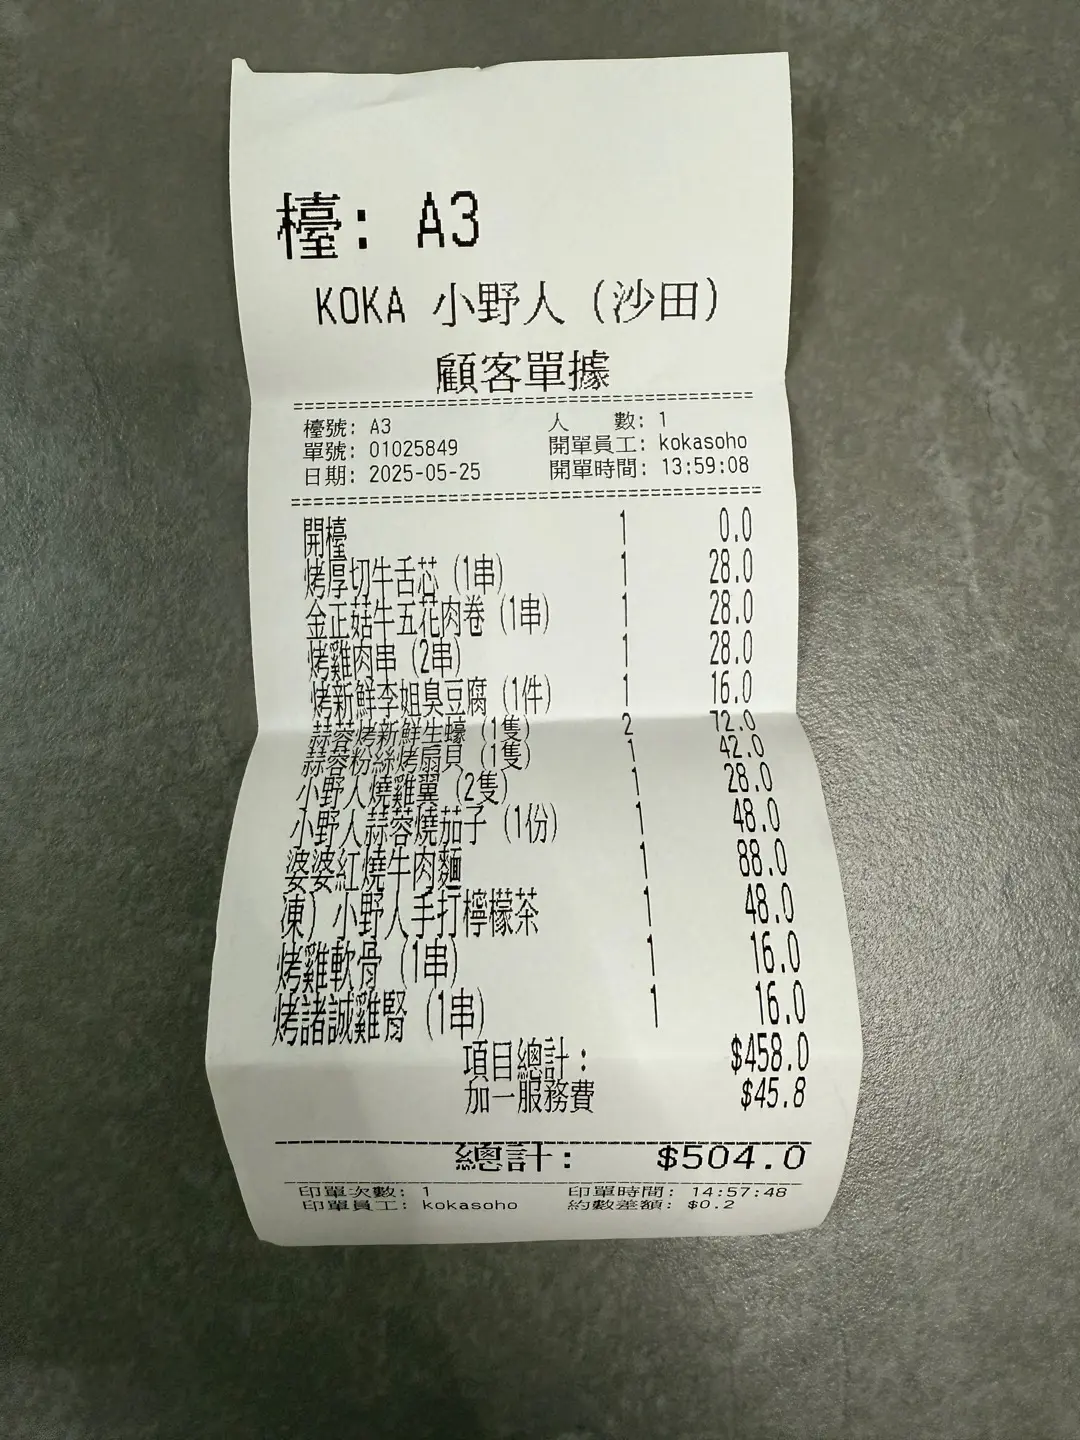 檯: A3
KOKA 小野人 (沙田)
顧客單據
檯號: A3 人 數: 1
單號: 01025849 開單員工: kokasoho
日期: 2025-05-25 開單時間: 13:59:08
開檯 1 0.0
烤厚切牛舌芯 (1串) 1 28.0
金正菇牛五花肉卷 (1串) 1 28.0
烤雞肉串 (2串) 1 28.0
烤新鮮李姐臭豆腐 (1件) 1 16.0
蒜蓉烤新鮮生蠔 (1隻) 2 72.0
蒜蓉粉絲烤扇貝 (1隻) 1 42.0
小野人燒雞翼 (2隻) 1 28.0
小野人蒜蓉燒茄子 (1份) 1 48.0
婆婆紅燒牛肉麵 1 88.0
凍) 小野人手打檸檬茶 1 48.0
烤雞軟骨 (1串) 1 16.0
烤諸誠雞腎 (1串) 1 16.0
項目總計: $458.0
加一服務費 $45.8
總計: $504.0
印單次數: 1 印單時間: 14:57:48
印單員工: kokasoho 約數差額: $0.2